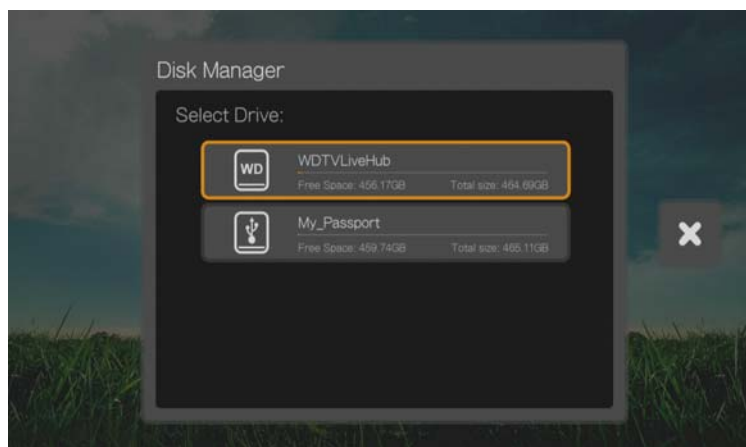 Disk Manager
Select Drive:
WD
WDTVLiveHub
Free Space: 456.17GB Total size: 464.69GB
My_Passport
Free Space: 459.74GB Total size: 465.11GB